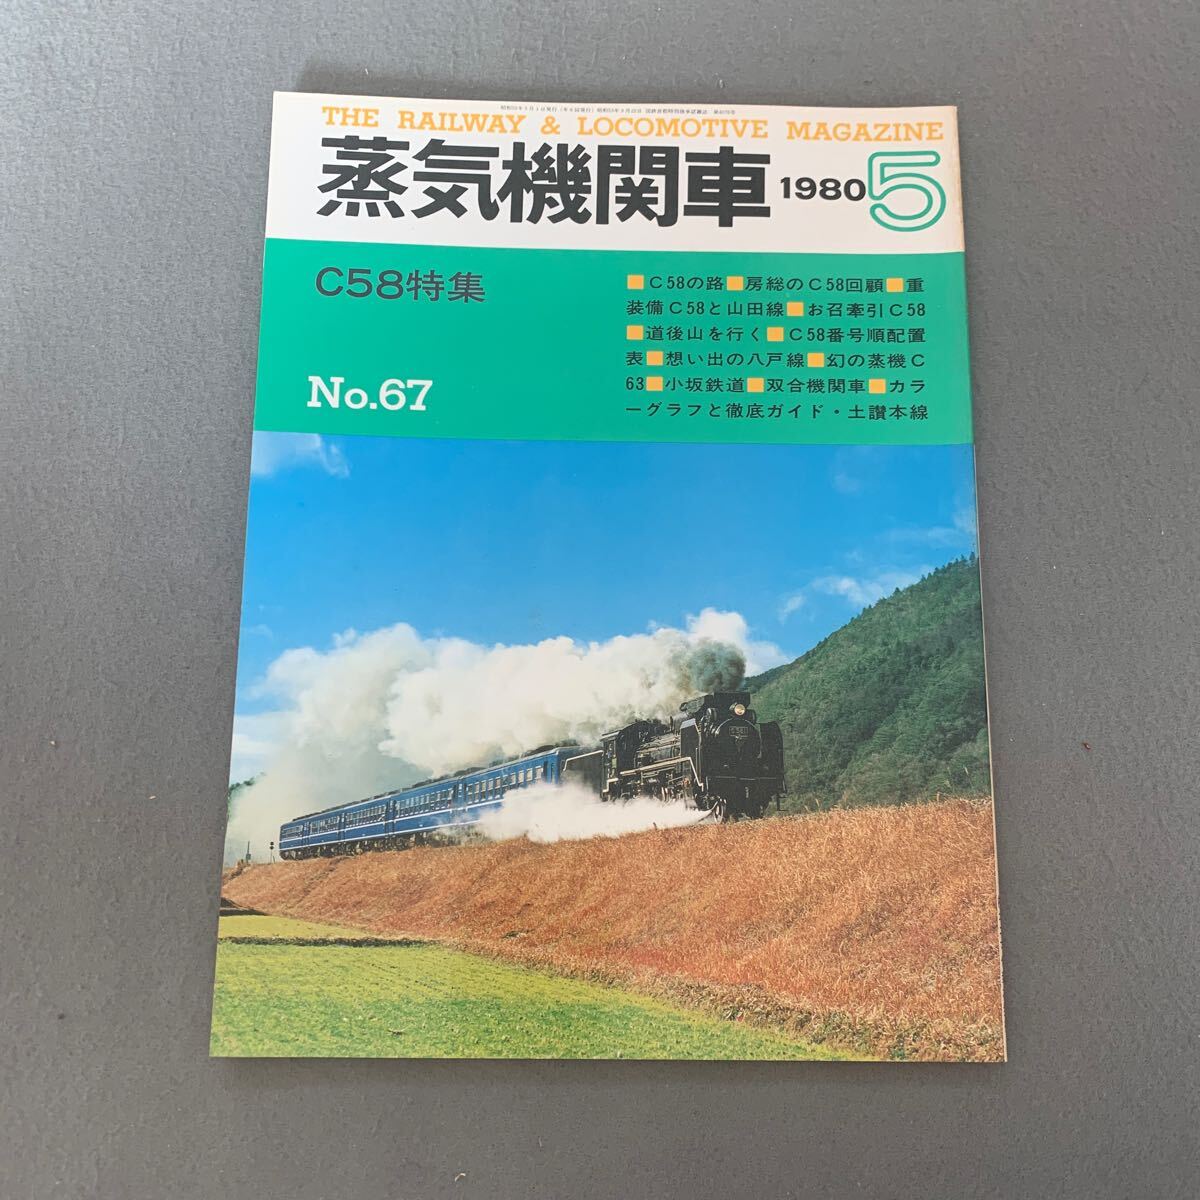 THE RAILWAY & LOCOMOTIVE MAGAZINE
蒸気機関車 1980 5
C58特集
No.67
■C58の路■房総のC58回顧■重
装備C58と山田線■お召牽引C58
■道後山を行く■C58番号順配置
表■想い出の八戸線■幻の蒸機C
63■小坂鉄道■双合機関車■カラ
ーグラフと徹底ガイド・土讃本線